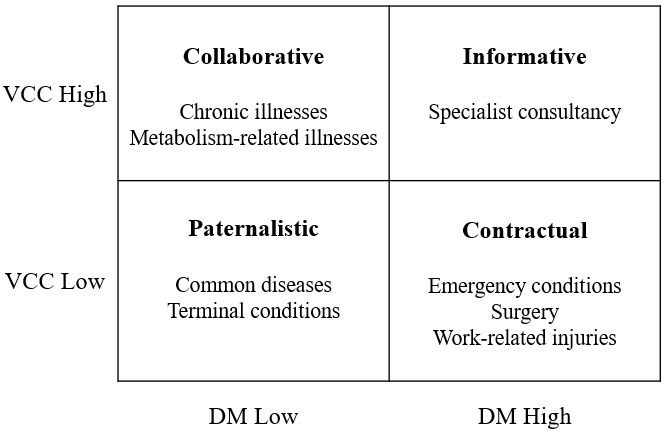 VCC High
Collaborative
Chronic illnesses
Metabolism-related illnesses
Informative
Specialist consultancy
VCC Low
Paternalistic
Common diseases
Terminal conditions
Contractual
Emergency conditions
Surgery
Work-related injuries
DM Low
DM High